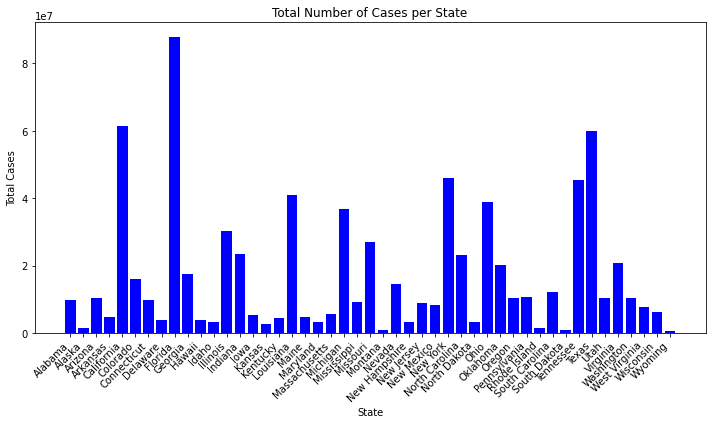 Total Number of Cases per State
1e7
8
6
4
2
0
Total Cases
Alabama
Alaska
Arizona
Arkansas
California
Colorado
Connecticut
Delaware
Florida
Georgia
Hawaii
Idaho
Illinois
Indiana
Iowa
Kansas
Kentucky
Louisiana
Maine
Maryland
Massachusetts
Michigan
Mississippi
Missouri
Montana
Nevada
New Hampshire
New Jersey
New Mexico
New York
North Carolina
North Dakota
Ohio
Oklahoma
Oregon
Pennsylvania
Rhode Island
South Carolina
South Dakota
Tennessee
Texas
Utah
Virginia
Washington
West Virginia
Wisconsin
Wyoming
State